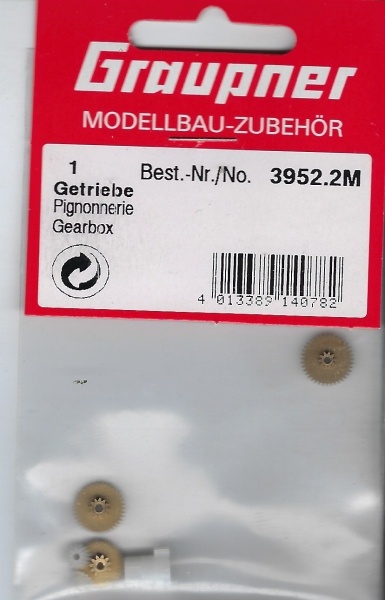 Graupner
MODELLBAU-ZUBEHÖR
1 Best.-Nr./No. 3952.2M
Getriebe
Pignonnerie
Gearbox
4 013389 140782